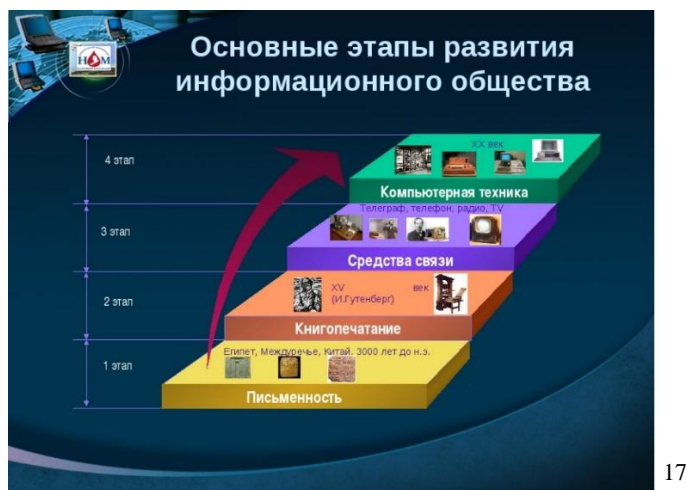 Основные этапы развития
информационного общества
НОМ
4 этап
XX век
Компьютерная техника
3 этап
Телеграф, телефон, радио, TV
Средства связи
2 этап
XV век
(И.Гутенберг)
Книгопечатание
1 этап
Египет, Междуречье, Китай. 3000 лет до н.э.
Письменность
17